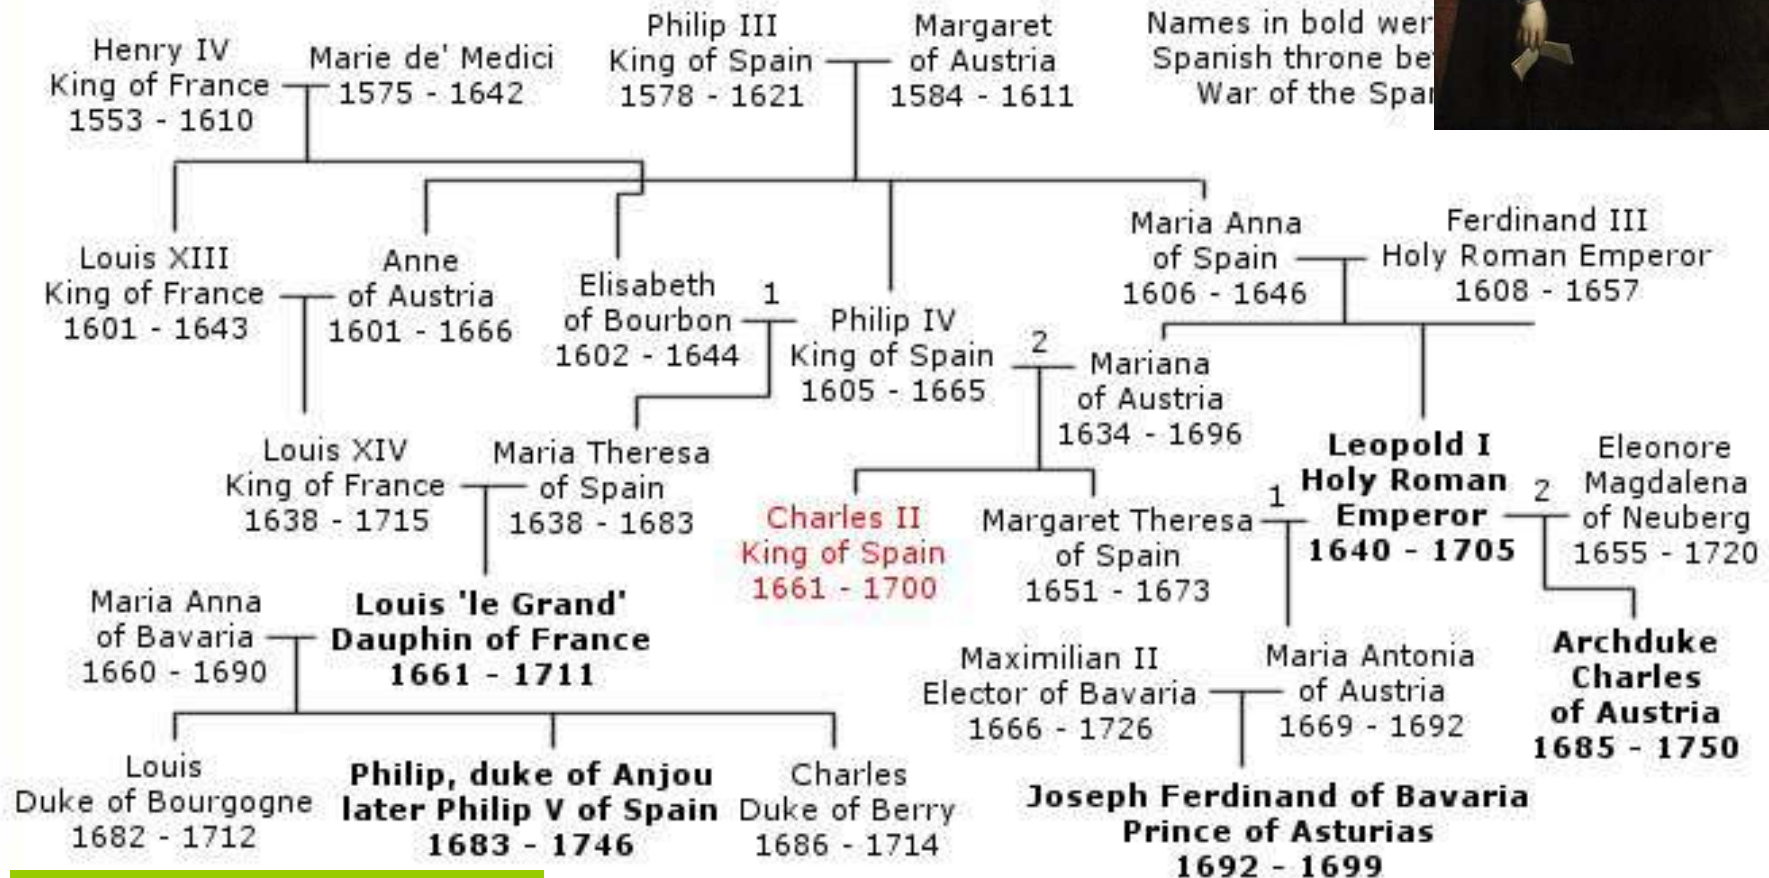 Henry IV
King of France
1553 - 1610
Marie de' Medici
1575 - 1642
Philip III
King of Spain
1578 - 1621
Margaret
of Austria
1584 - 1611
Names in bold wer
Spanish throne be
War of the Spa
Louis XIII
King of France
1601 - 1643
Anne
of Austria
1601 - 1666
Elisabeth
of Bourbon
1602 - 1644
1
Philip IV
King of Spain
1605 - 1665
2
Maria Anna
of Spain
1606 - 1646
Ferdinand III
Holy Roman Emperor
1608 - 1657
Mariana
of Austria
1634 - 1696
Louis XIV
King of France
1638 - 1715
Maria Theresa
of Spain
1638 - 1683
Charles II
King of Spain
1661 - 1700
Margaret Theresa
of Spain
1651 - 1673
1
Leopold I
Holy Roman
Emperor
1640 - 1705
2
Eleonore
Magdalena
of Neuberg
1655 - 1720
Maria Anna
of Bavaria
1660 - 1690
Louis 'le Grand'
Dauphin of France
1661 - 1711
Maximilian II
Elector of Bavaria
1666 - 1726
Maria Antonia
of Austria
1669 - 1692
Archduke
Charles
of Austria
1685 - 1750
Louis
Duke of Bourgogne
1682 - 1712
Philip, duke of Anjou
later Philip V of Spain
1683 - 1746
Charles
Duke of Berry
1686 - 1714
Joseph Ferdinand of Bavaria
Prince of Asturias
1692 - 1699